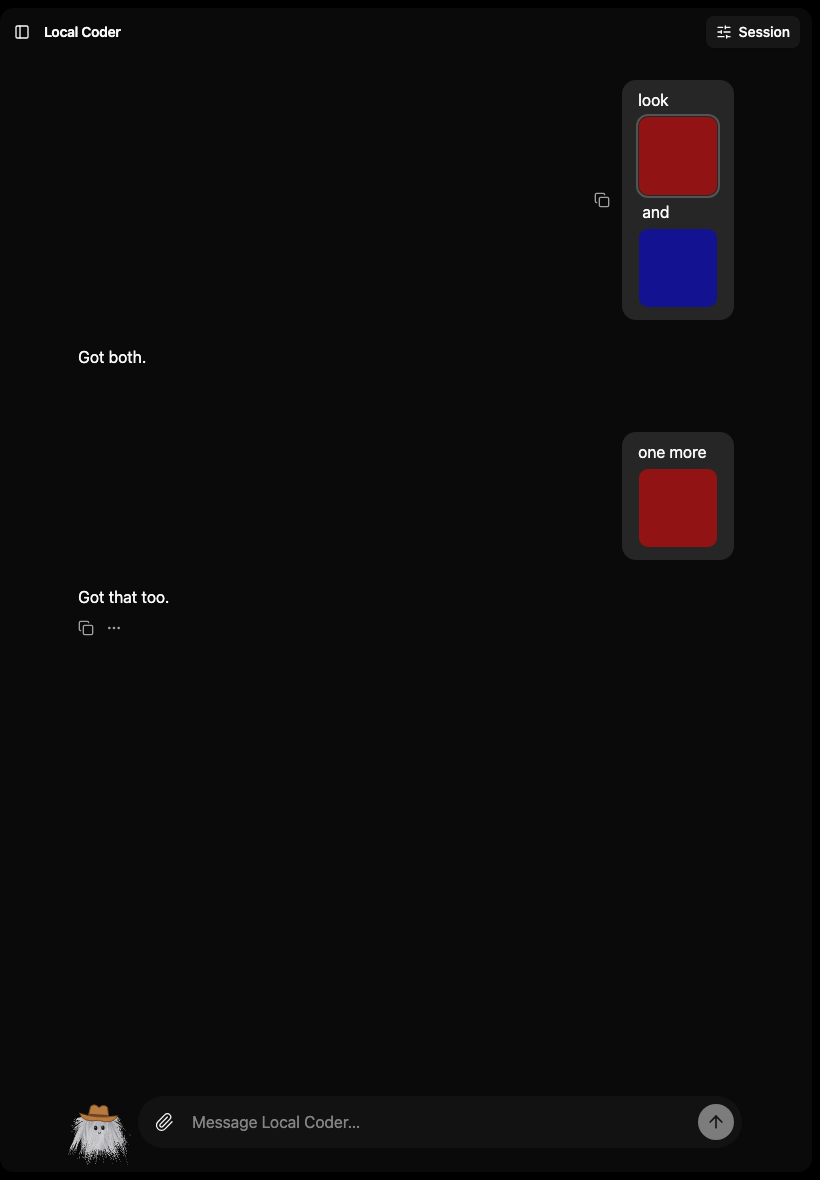 Local Coder
Session
look
and
Got both.
one more
Got that too.
Message Local Coder...